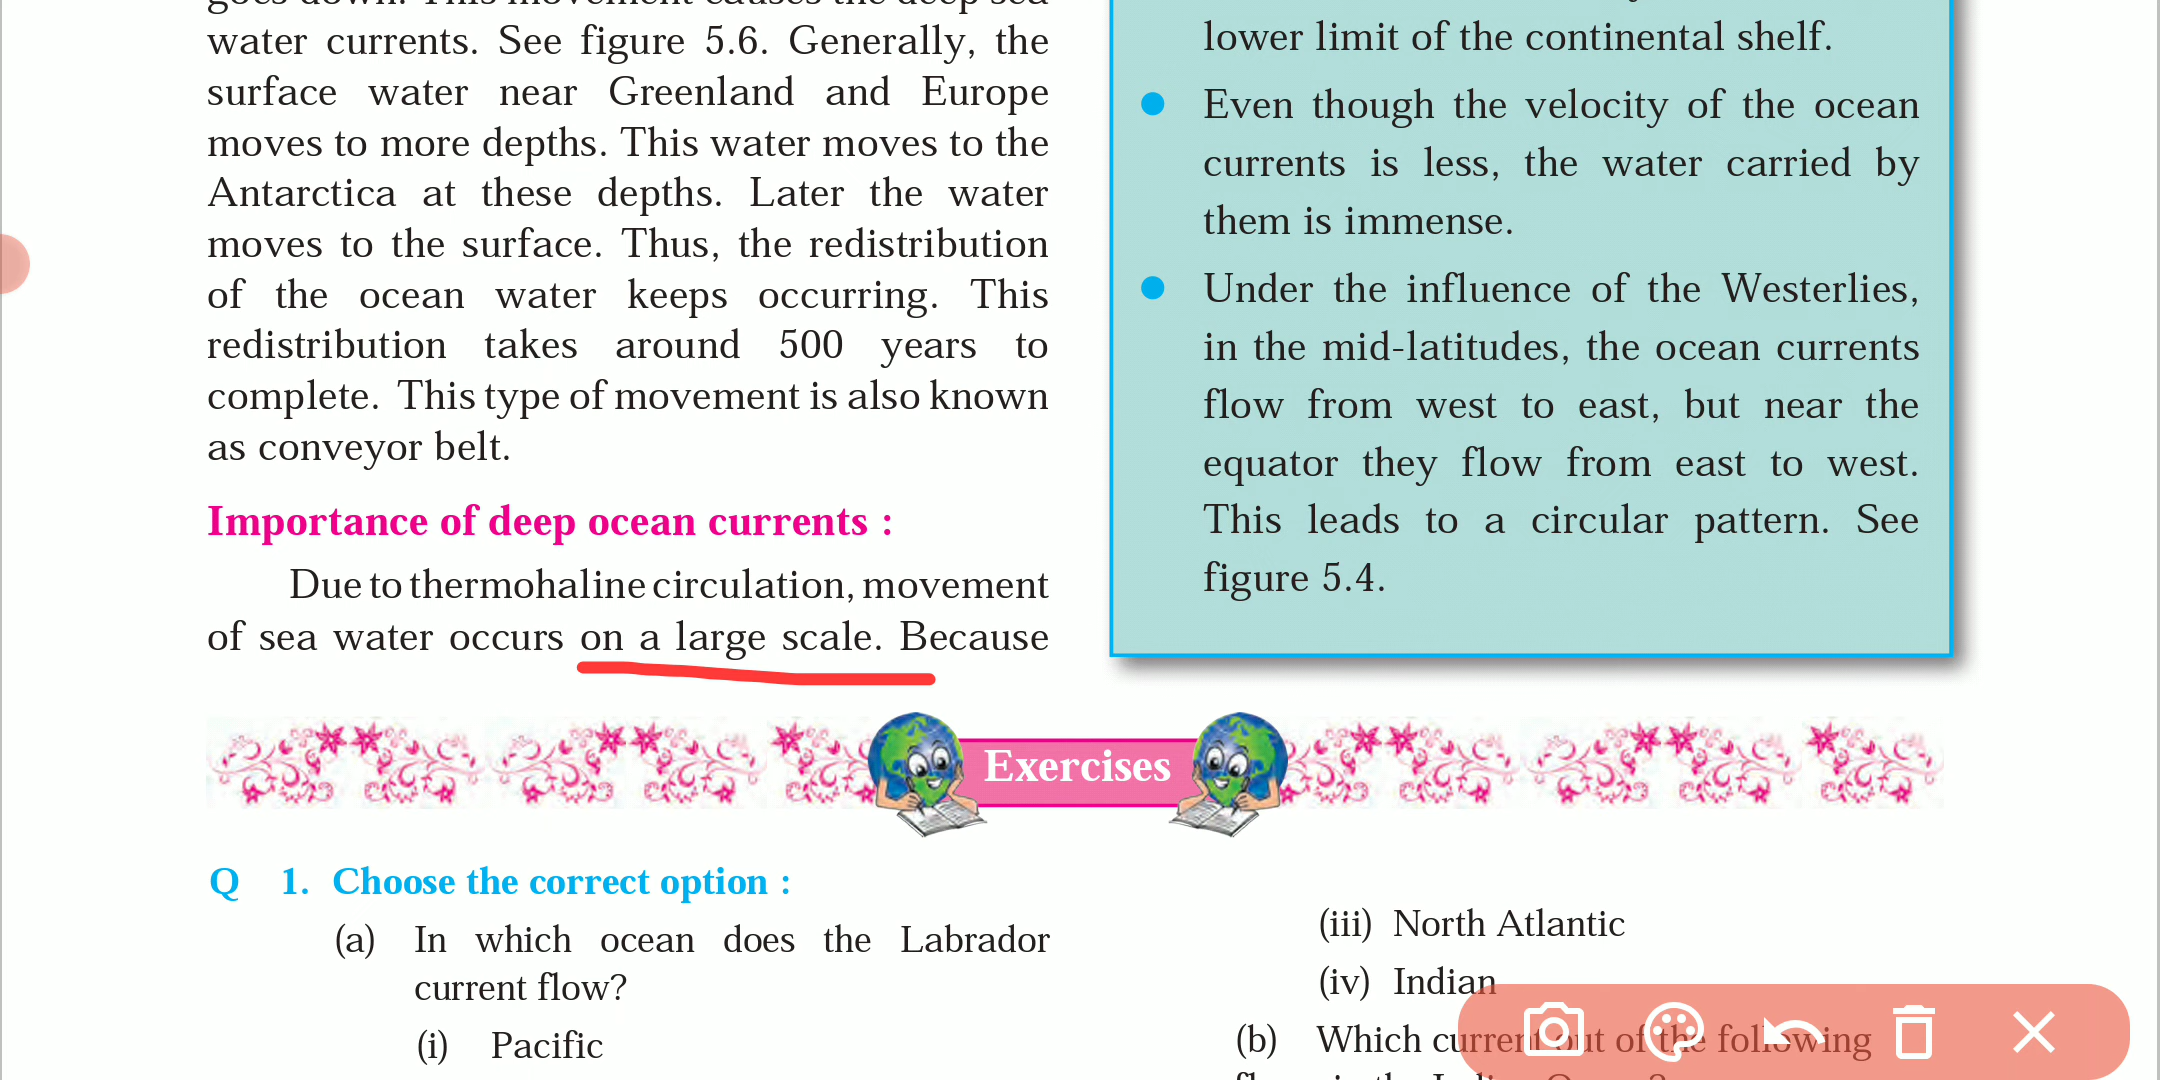 water currents. See figure 5.6. Generally, the
surface water near Greenland and Europe
moves to more depths. This water moves to the
Antarctica at these depths. Later the water
moves to the surface. Thus, the redistribution
of the ocean water keeps occurring. This
redistribution takes around 500 years to
complete. This type of movement is also known
as conveyor belt.
Importance of deep ocean currents :
Due to thermohaline circulation, movement
of sea water occurs on a large scale. Because
lower limit of the continental shelf.
● Even though the velocity of the ocean
currents is less, the water carried by
them is immense.
● Under the influence of the Westerlies,
in the mid-latitudes, the ocean currents
flow from west to east, but near the
equator they flow from east to west.
This leads to a circular pattern. See
figure 5.4.
Exercises
Q 1. Choose the correct option :
(a) In which ocean does the Labrador
current flow?
(i) Pacific
(iii) North Atlantic
(iv) Indian
(b) Which current out of the following